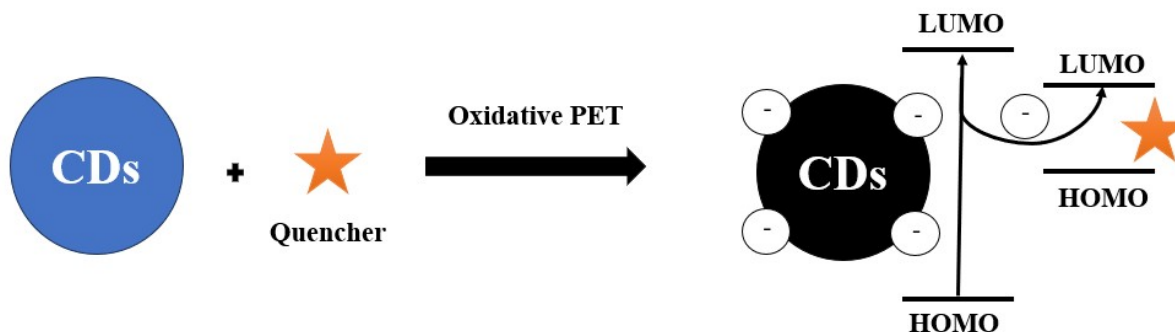 CDs
+
Quencher
Oxidative PET
CDs
-
-
-
-
LUMO
-
LUMO
HOMO
HOMO